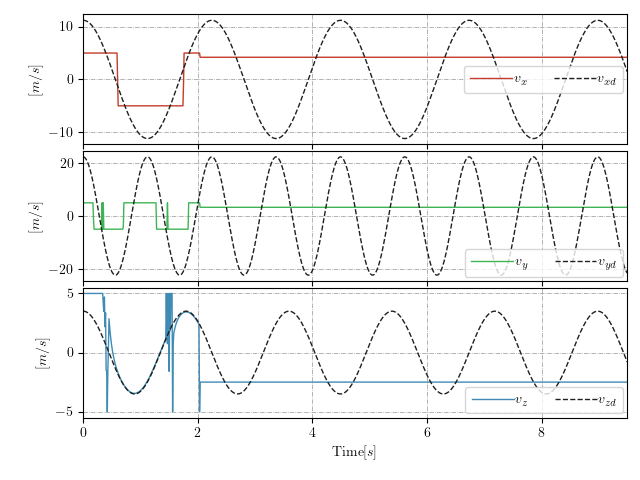 10
0
−10
[m/s]
v_x v_xd
20
0
−20
[m/s]
v_y v_yd
5
0
−5
[m/s]
v_z v_zd
0 2 4 6 8
Time[s]